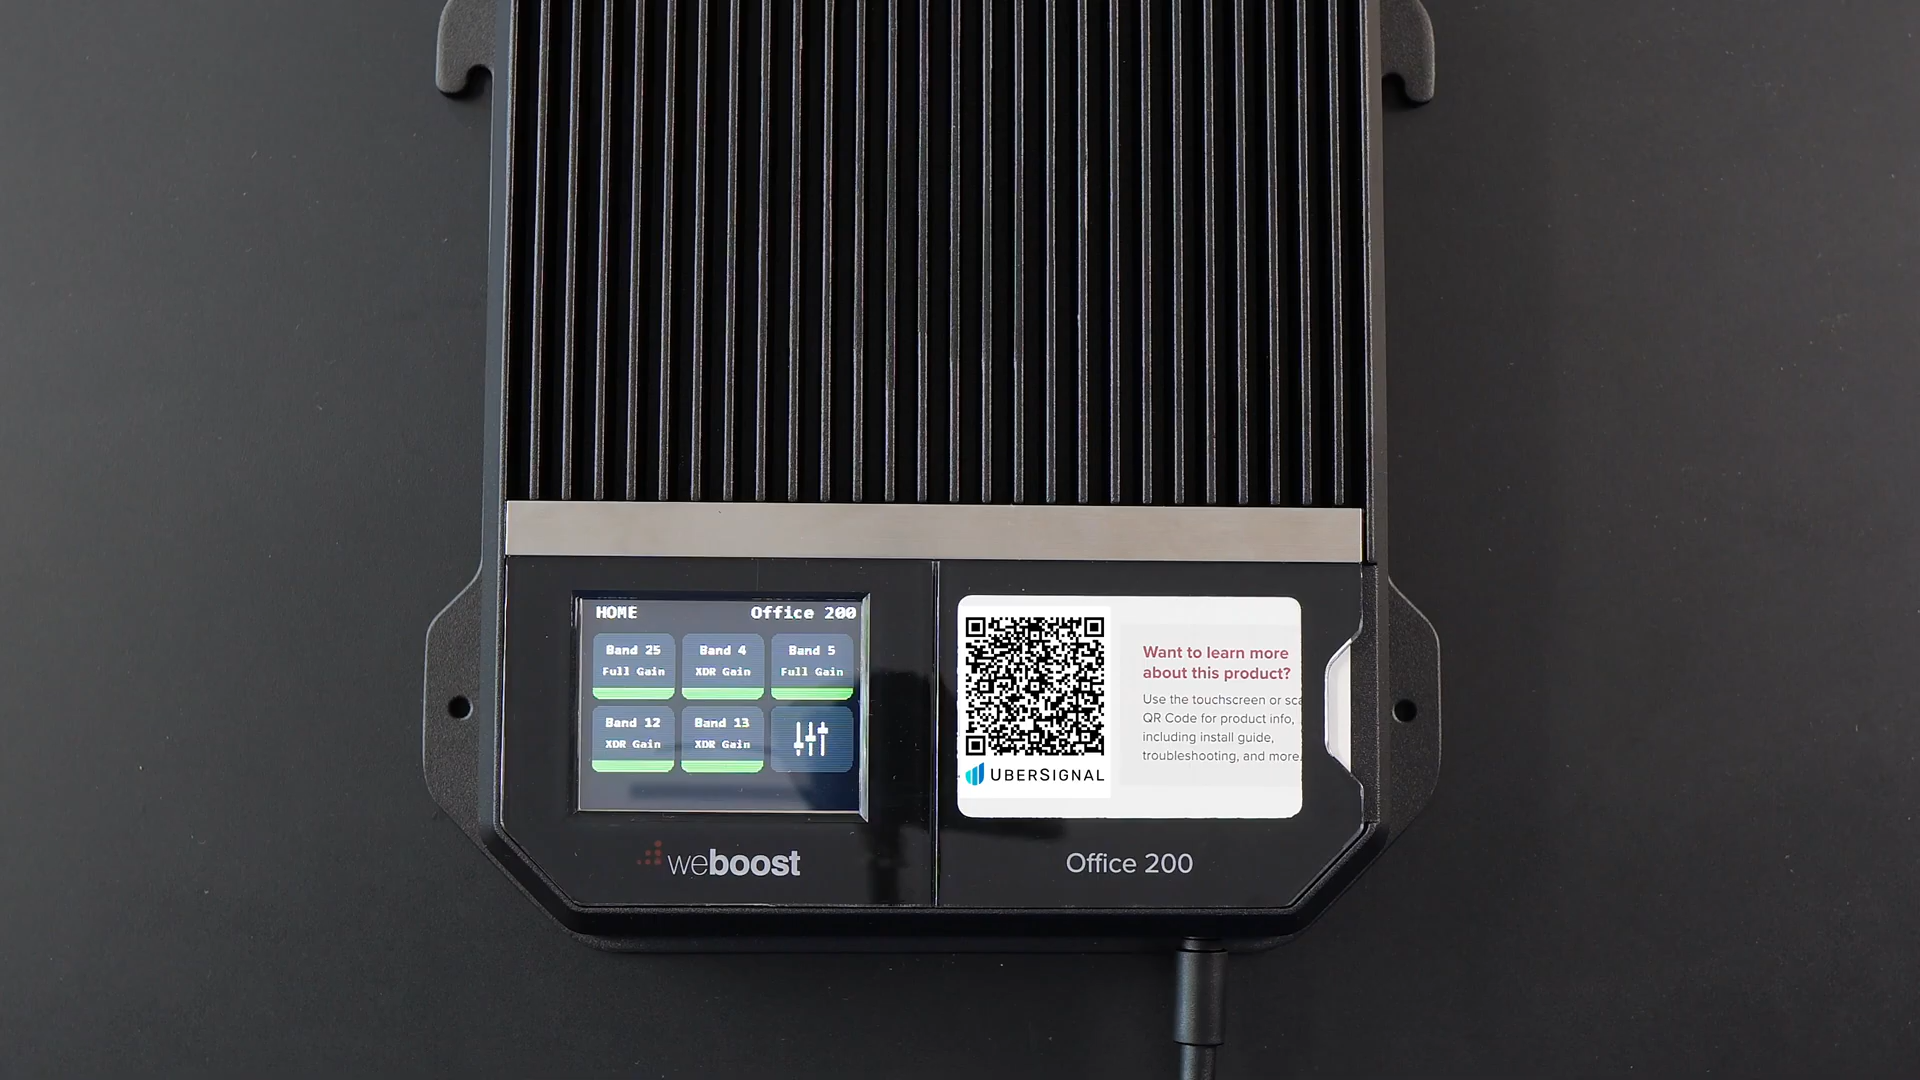 HOME
Office 200
Band 25
Full Gain
Band 4
XDR Gain
Band 5
Full Gain
Band 12
XDR Gain
Band 13
XDR Gain
UBERSIGNAL
Want to learn more
about this product?
Use the touchscreen or sca
QR Code for product info,
including install guide,
troubleshooting, and more.
weboost
Office 200